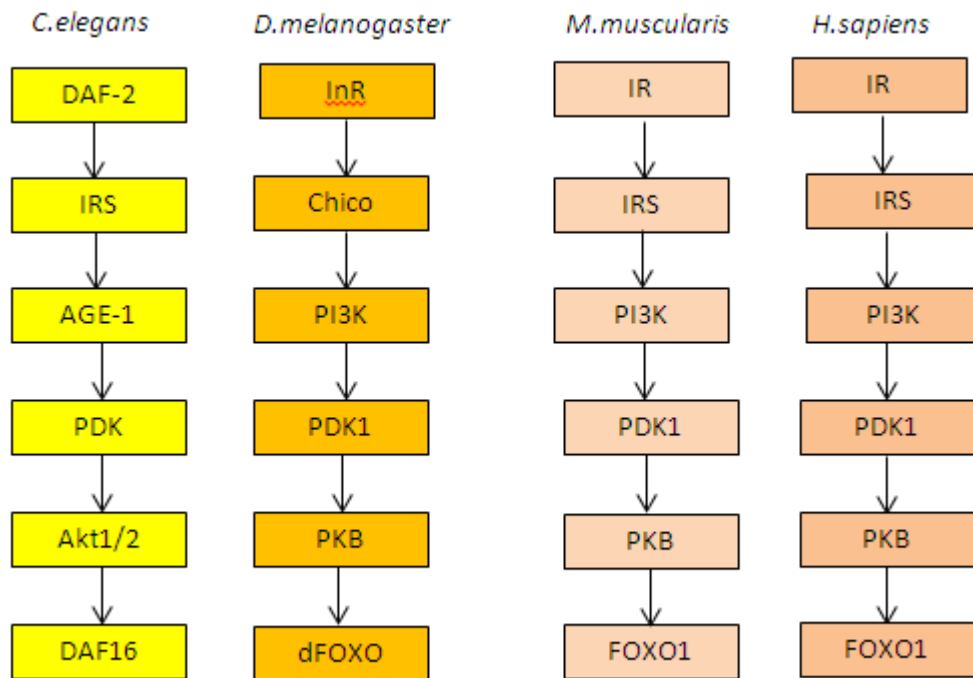 C.elegans D.melanogaster M.muscularis H.sapiens
DAF-2 InR IR IR
IRS Chico IRS IRS
AGE-1 PI3K PI3K PI3K
PDK PDK1 PDK1 PDK1
Akt1/2 PKB PKB PKB
DAF16 dFOXO FOXO1 FOXO1